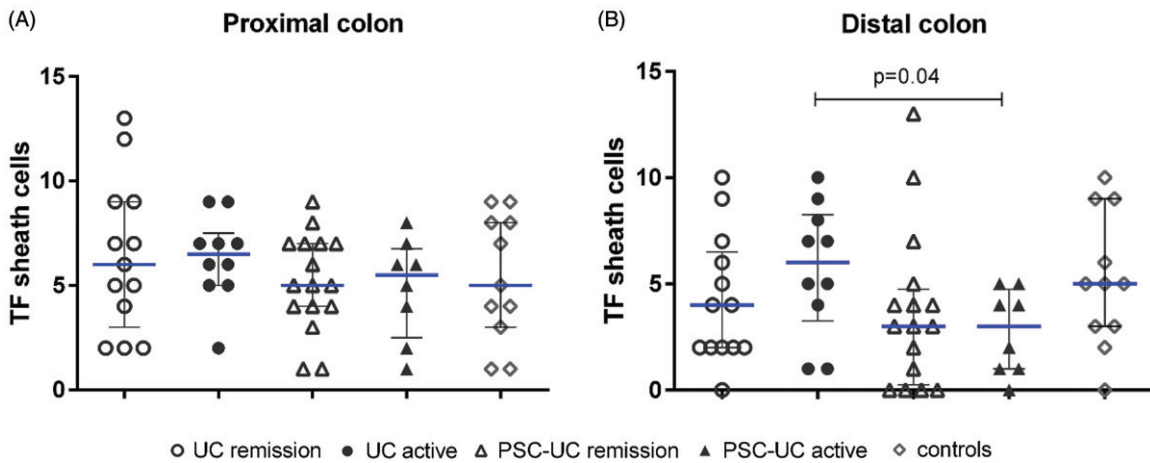 (A)
Proximal colon
TF sheath cells
15
10
5
0
(B)
Distal colon
TF sheath cells
15
10
5
0
p=0.04
UC remission UC active PSC-UC remission PSC-UC active controls